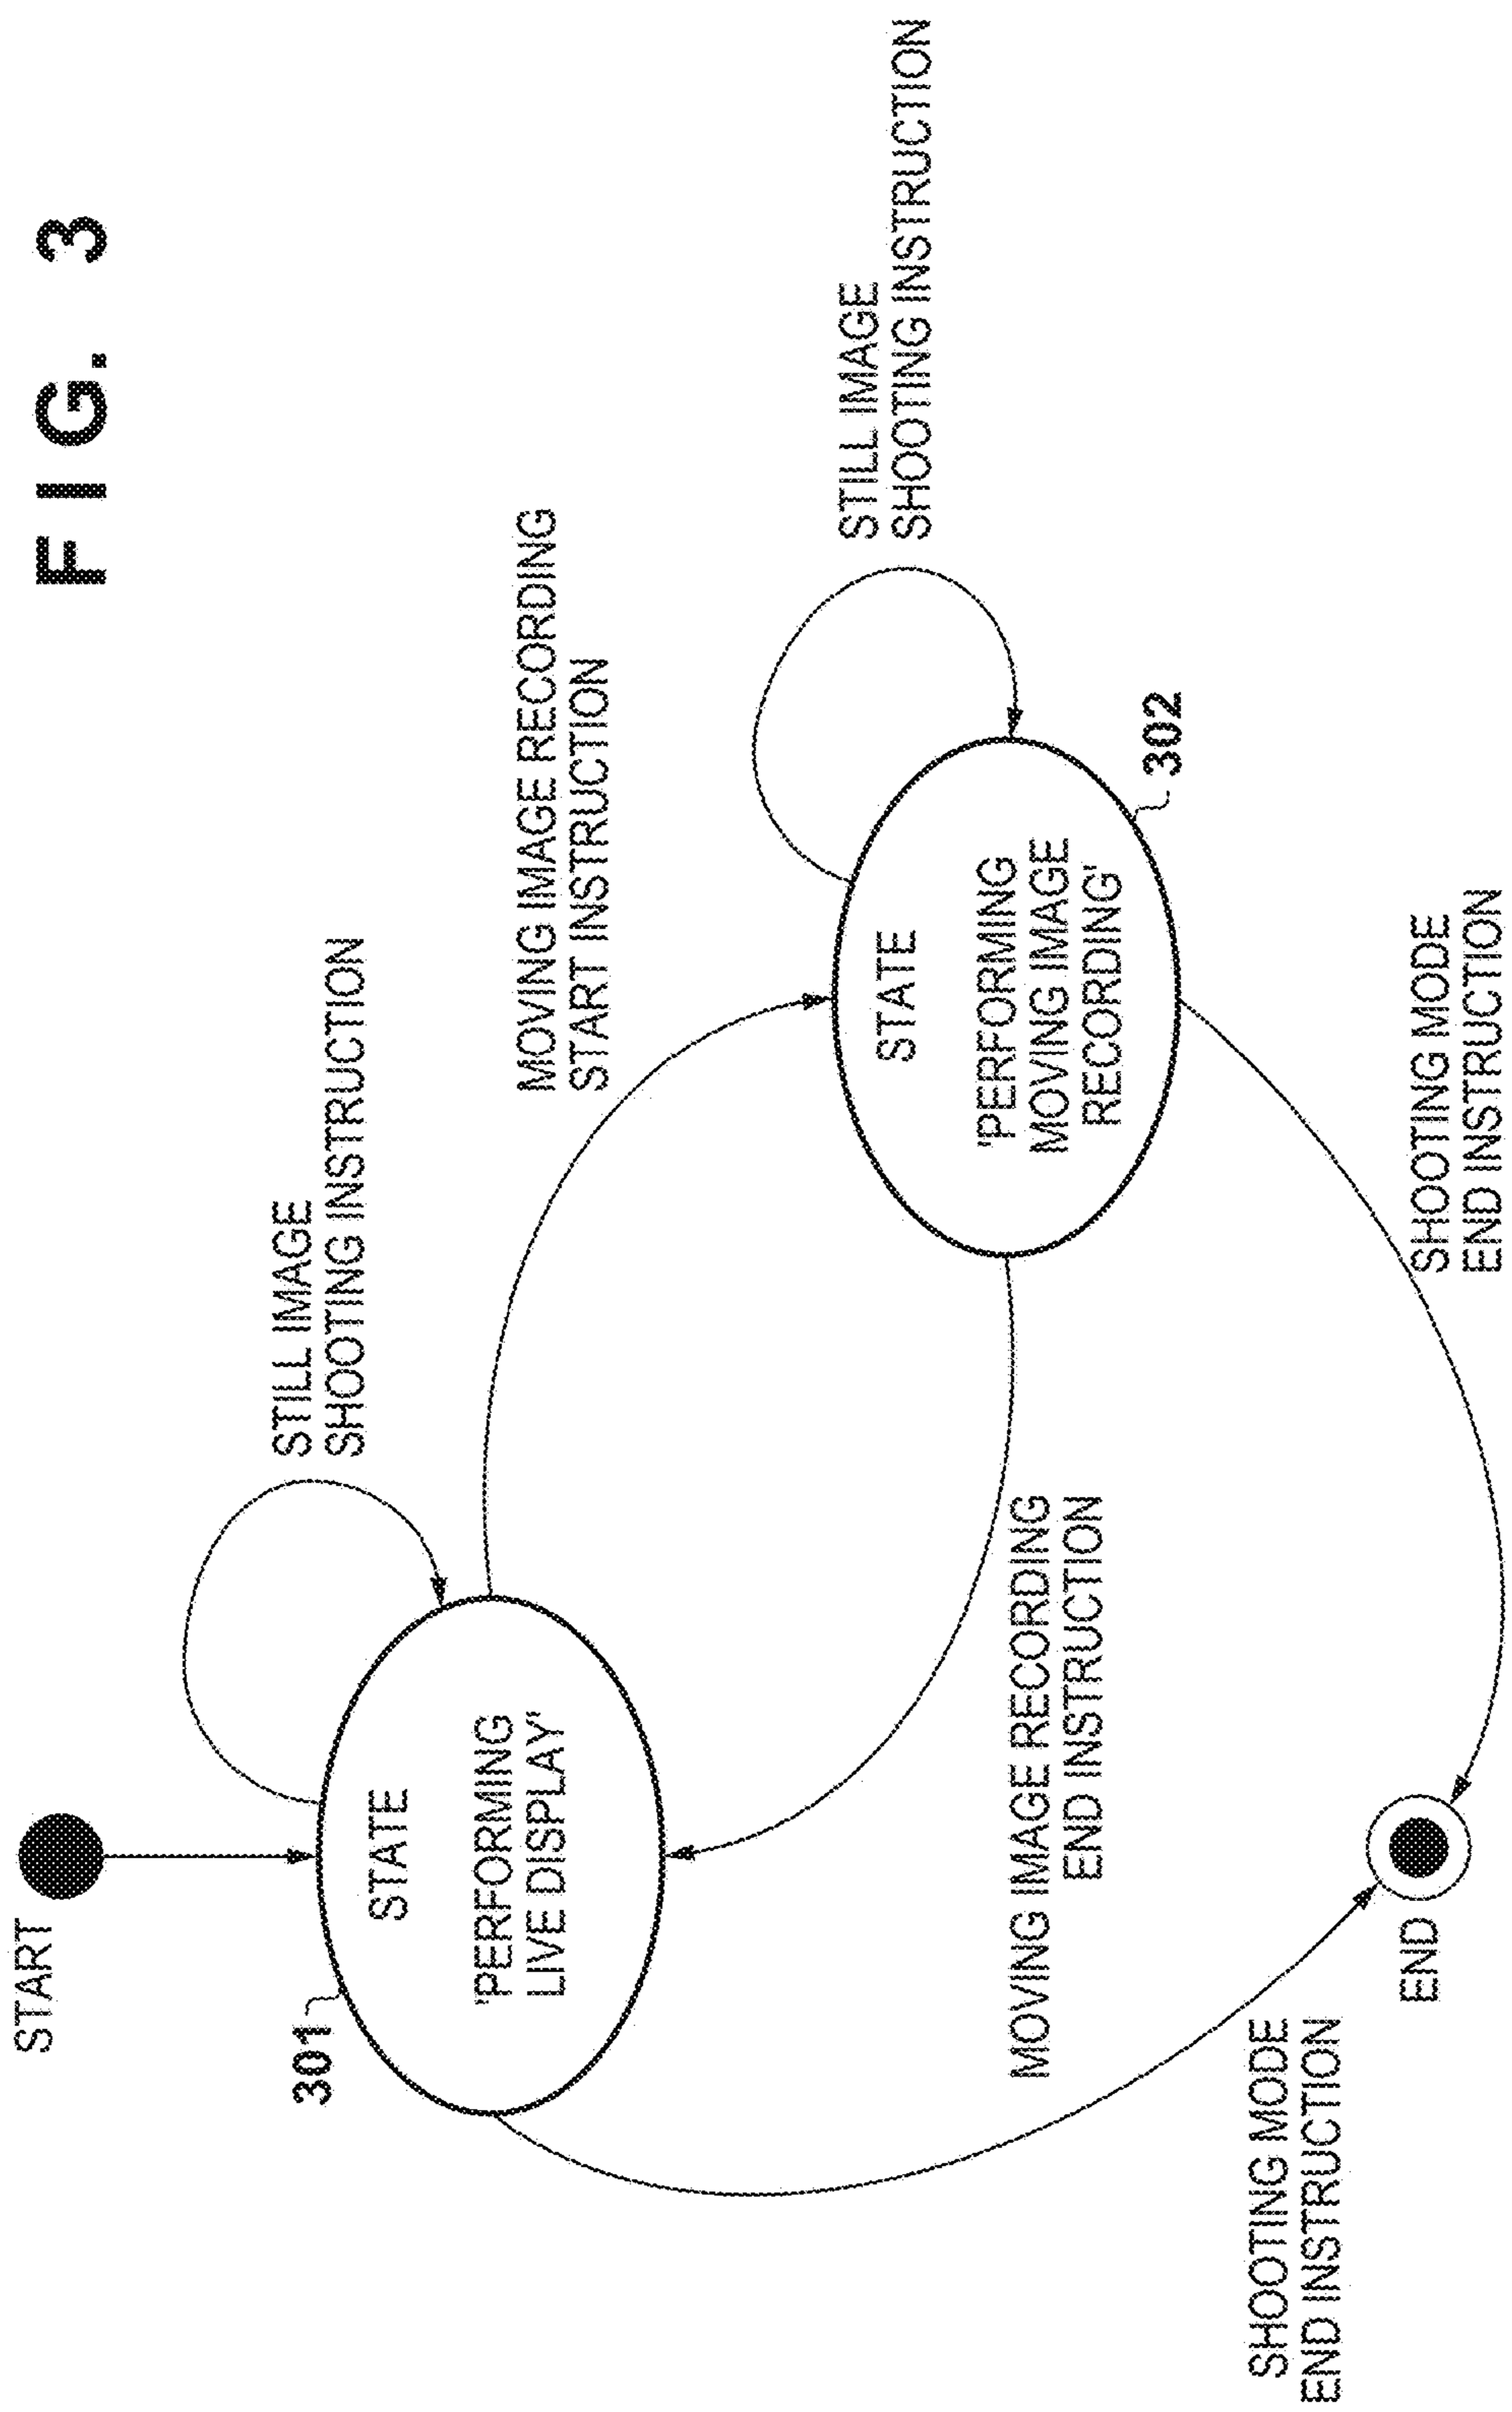 FIG. 3
START
301
STATE
'PERFORMING
LIVE DISPLAY'
STILL IMAGE
SHOOTING INSTRUCTION
MOVING IMAGE RECORDING
START INSTRUCTION
STILL IMAGE
SHOOTING INSTRUCTION
STATE
'PERFORMING
MOVING IMAGE
RECORDING'
302
MOVING IMAGE RECORDING
END INSTRUCTION
SHOOTING MODE
END INSTRUCTION
END
SHOOTING MODE
END INSTRUCTION